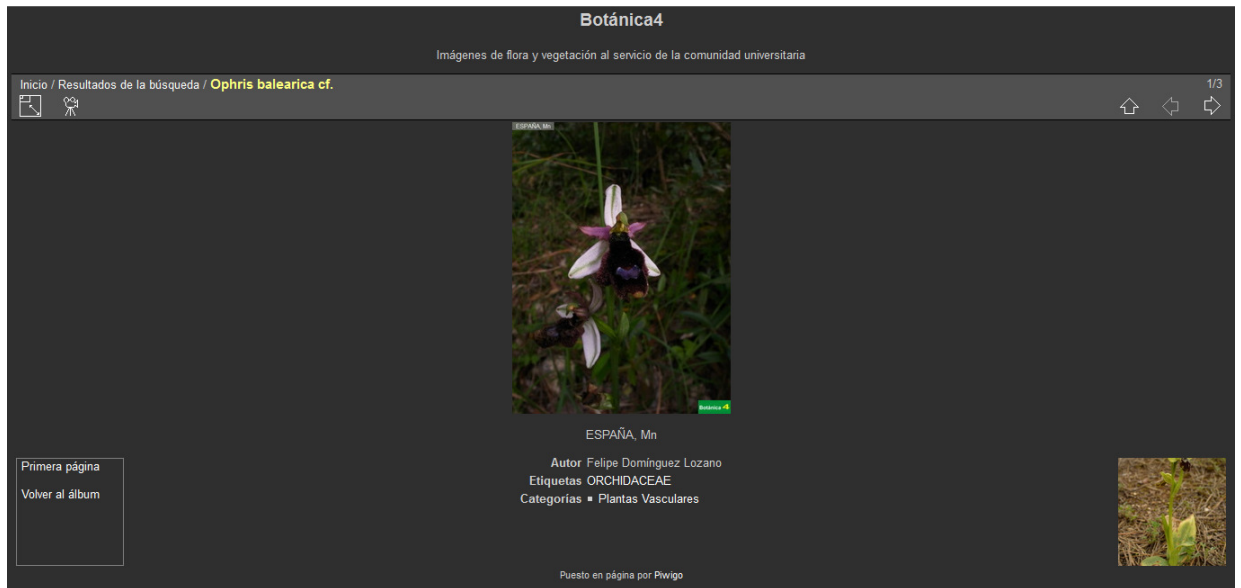 Botánica4
Imágenes de flora y vegetación al servicio de la comunidad universitaria
Inicio / Resultados de la búsqueda / Ophris balearica cf.
1/3
ESPAÑA, Mn
Botánica 4
ESPAÑA, Mn
Primera página
Volver al álbum
Autor Felipe Domínguez Lozano
Etiquetas ORCHIDACEAE
Categorías ▪ Plantas Vasculares
Puesto en página por Piwigo